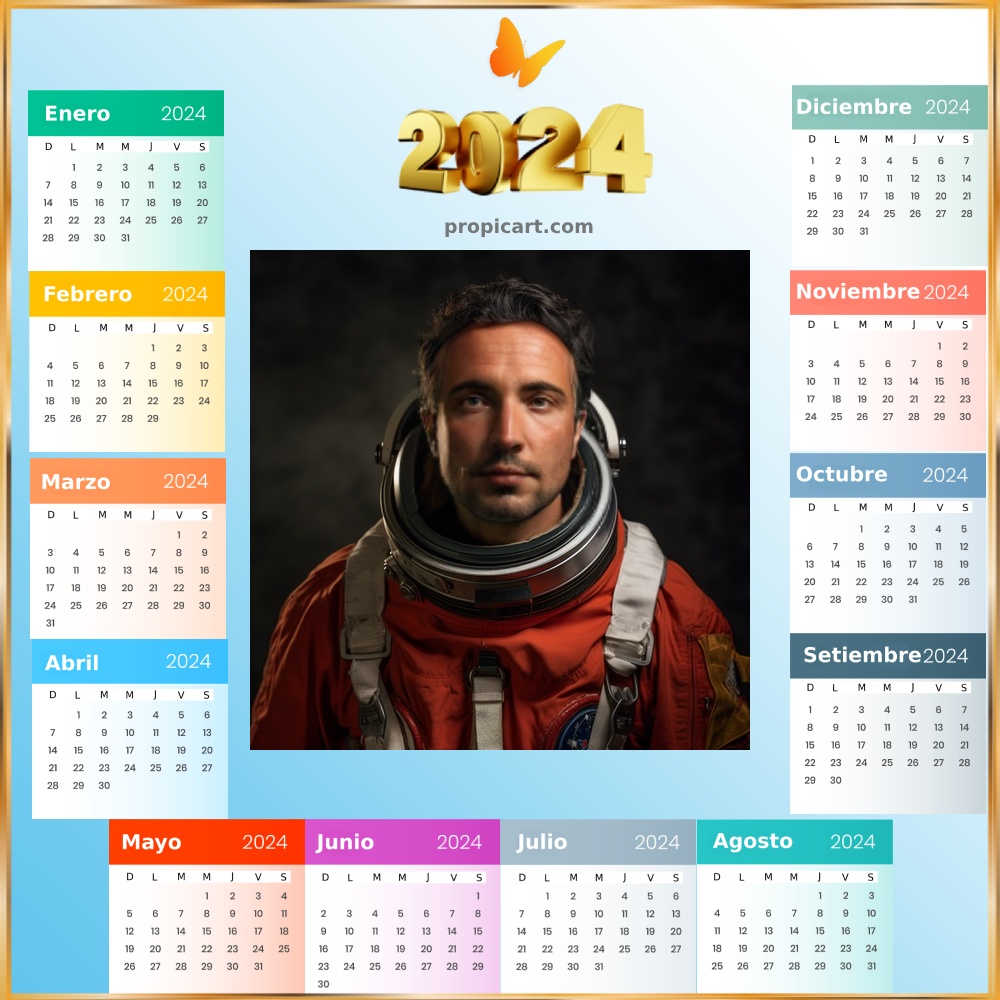 2024
propicart.com
Enero 2024
D L M M J V S
1 2 3 4 5 6
7 8 9 10 11 12 13
14 15 16 17 18 19 20
21 22 23 24 25 26 27
28 29 30 31
Febrero 2024
D L M M J V S
1 2 3
4 5 6 7 8 9 10
11 12 13 14 15 16 17
18 19 20 21 22 23 24
25 26 27 28 29
Marzo 2024
D L M M J V S
1 2
3 4 5 6 7 8 9
10 11 12 13 14 15 16
17 18 19 20 21 22 23
24 25 26 27 28 29 30
31
Abril 2024
D L M M J V S
1 2 3 4 5 6
7 8 9 10 11 12 13
14 15 16 17 18 19 20
21 22 23 24 25 26 27
28 29 30
Mayo 2024
D L M M J V S
1 2 3 4
5 6 7 8 9 10 11
12 13 14 15 16 17 18
19 20 21 22 23 24 25
26 27 28 29 30 31
Junio 2024
D L M M J V S
1
2 3 4 5 6 7 8
9 10 11 12 13 14 15
16 17 18 19 20 21 22
23 24 25 26 27 28 29
30
Julio 2024
D L M M J V S
1 2 3 4 5 6
7 8 9 10 11 12 13
14 15 16 17 18 19 20
21 22 23 24 25 26 27
28 29 30 31
Agosto 2024
D L M M J V S
1 2 3
4 5 6 7 8 9 10
11 12 13 14 15 16 17
18 19 20 21 22 23 24
25 26 27 28 29 30 31
Setiembre 2024
D L M M J V S
1 2 3 4 5 6 7
8 9 10 11 12 13 14
15 16 17 18 19 20 21
22 23 24 25 26 27 28
29 30
Octubre 2024
D L M M J V S
1 2 3 4 5
6 7 8 9 10 11 12
13 14 15 16 17 18 19
20 21 22 23 24 25 26
27 28 29 30 31
Noviembre 2024
D L M M J V S
1 2
3 4 5 6 7 8 9
10 11 12 13 14 15 16
17 18 19 20 21 22 23
24 25 26 27 28 29 30
Diciembre 2024
D L M M J V S
1 2 3 4 5 6 7
8 9 10 11 12 13 14
15 16 17 18 19 20 21
22 23 24 25 26 27 28
29 30 31